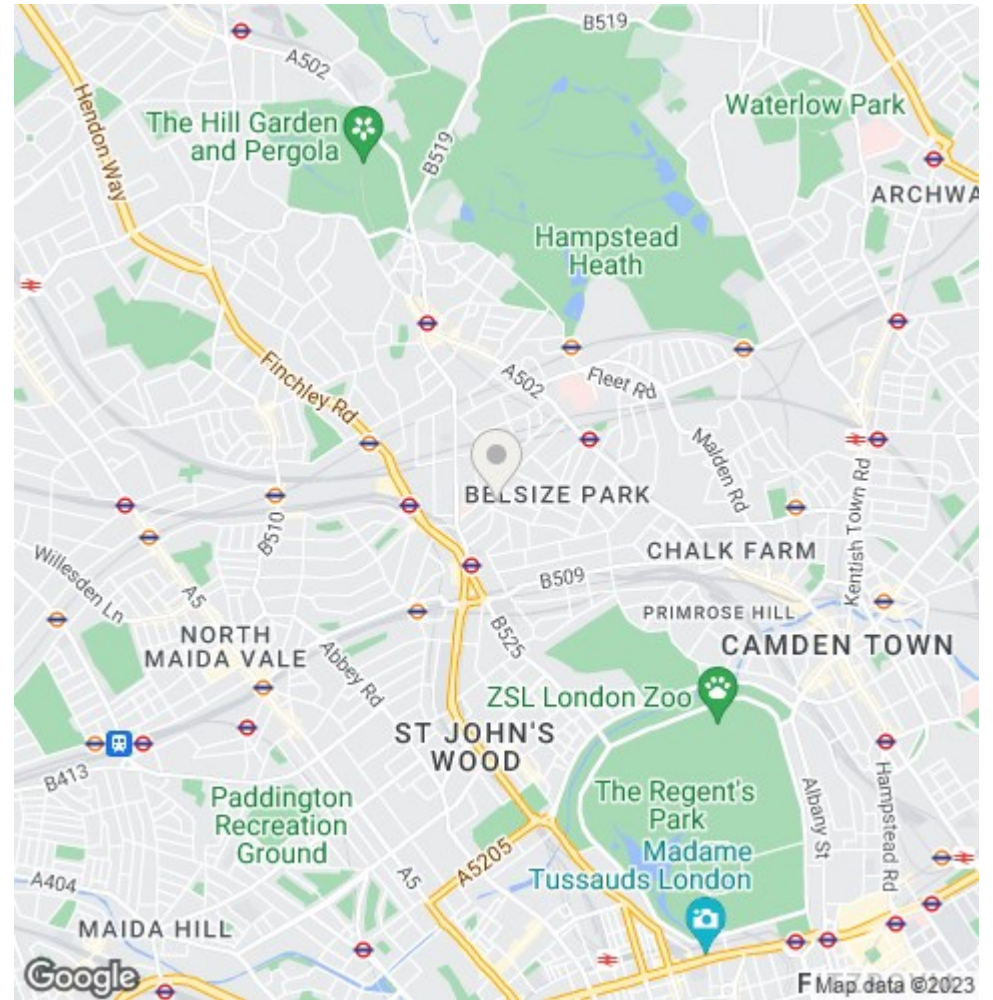 B519
A502
Hendon Way
The Hill Garden
and Pergola
B519
Waterlow Park
ARCHWA
Hampstead
Heath
A502
Fleet Rd
Finchley Rd
Malden Rd
BELSIZE PARK
Kentish Town Rd
B510
Willesden Ln
CHALK FARM
B509
A5
PRIMROSE HILL
NORTH
MAIDA VALE
Abbey Rd
B525
CAMDEN TOWN
ZSL London Zoo
ST JOHN'S
WOOD
B413
Paddington
Recreation
Ground
The Regent's
Park
Albany St
Hampstead Rd
Madame
Tussauds London
A5205
A404
A5
MAIDA HILL
Google
Map data ©2023